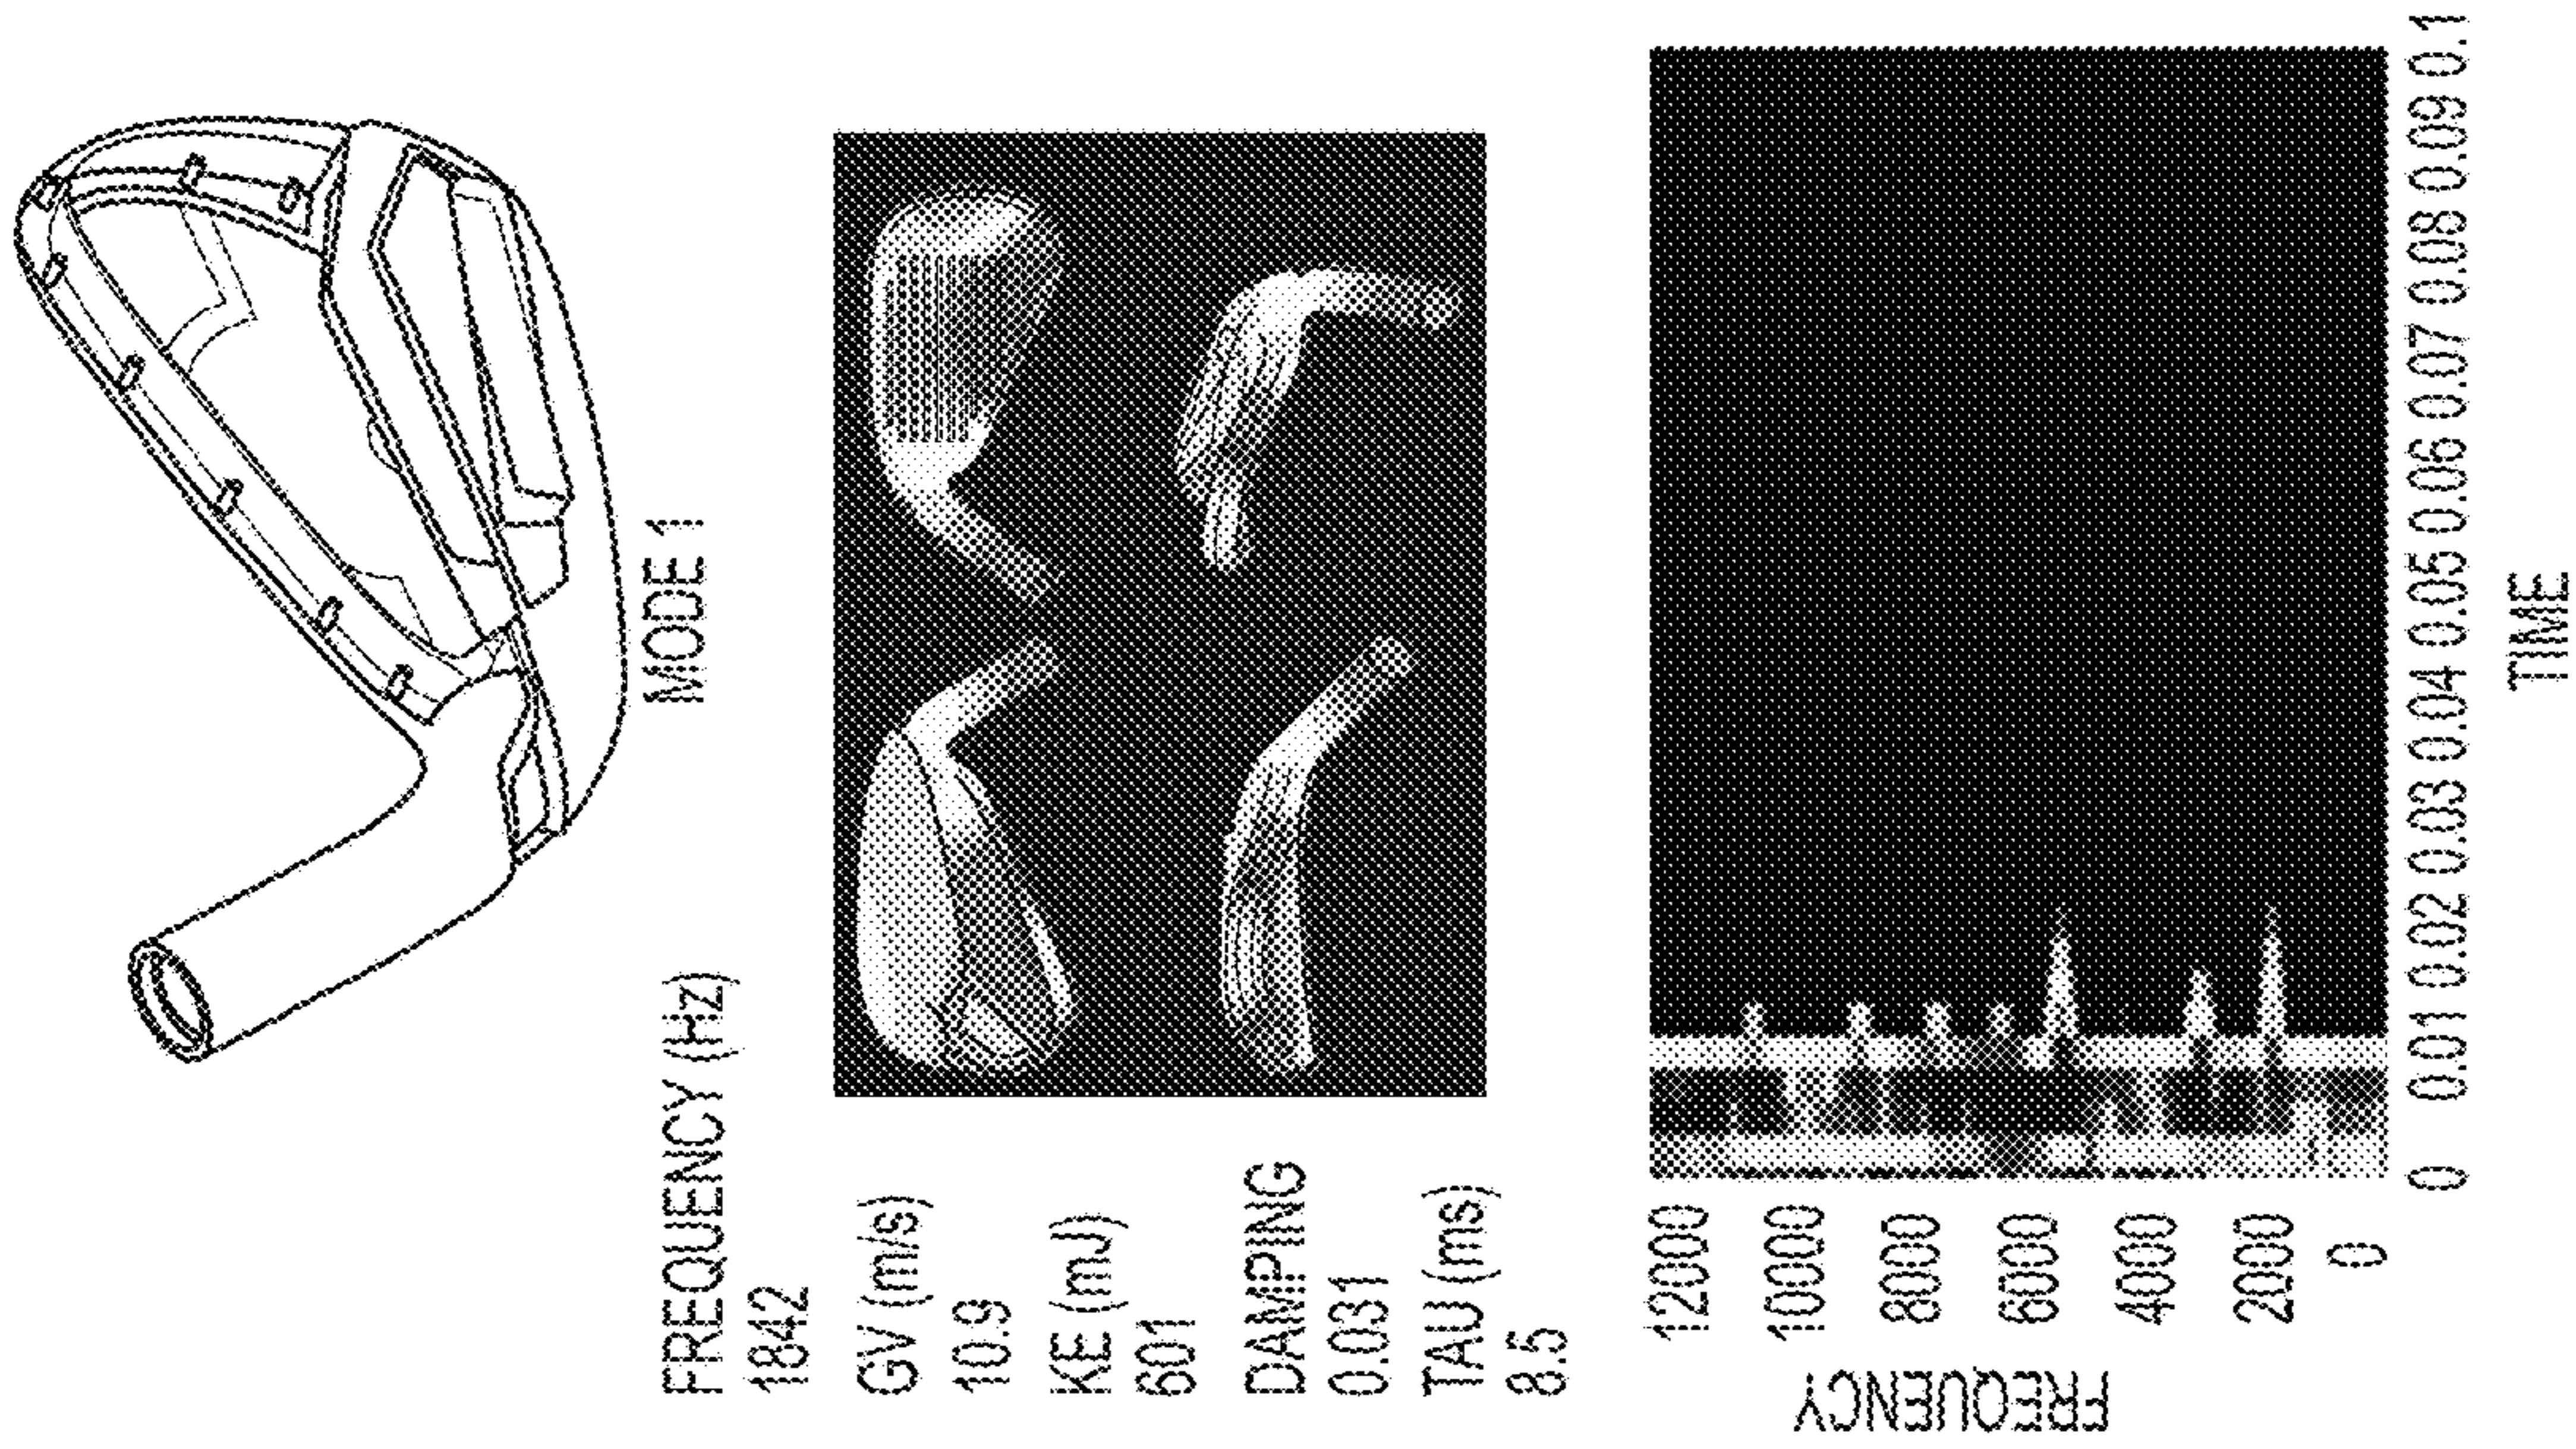 MODE 1
FREQUENCY (Hz)
1842
GV (m/s)
10.9
KE (mJ)
601
DAMPING
0.031
TAU (ms)
8.5
FREQUENCY
12000
10000
8000
6000
4000
2000
0
0 0.01 0.02 0.03 0.04 0.05 0.06 0.07 0.08 0.09 0.1
TIME